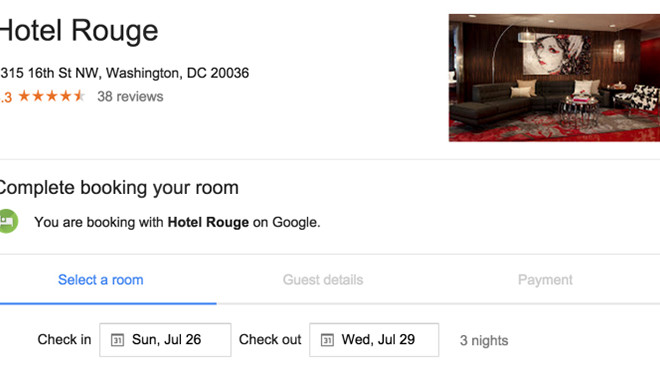 Hotel Rouge
315 16th St NW, Washington, DC 20036
.3 38 reviews
Complete booking your room
You are booking with Hotel Rouge on Google.
Select a room Guest details Payment
Check in 31 Sun, Jul 26 Check out 31 Wed, Jul 29 3 nights